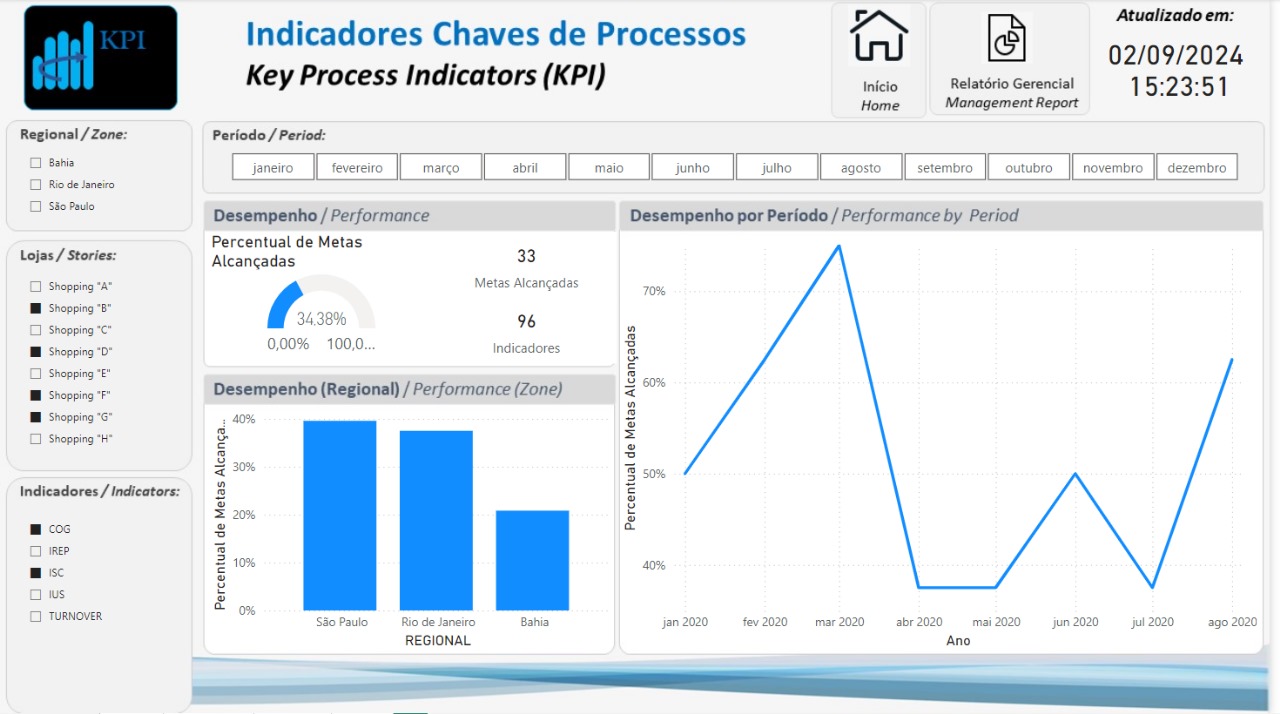 KPI
Indicadores Chaves de Processos
Key Process Indicators (KPI)
Início
Home
Relatório Gerencial
Management Report
Atualizado em:
02/09/2024
15:23:51
Regional / Zone:
Bahia
Rio de Janeiro
São Paulo
Lojas / Stories:
Shopping "A"
Shopping "B"
Shopping "C"
Shopping "D"
Shopping "E"
Shopping "F"
Shopping "G"
Shopping "H"
Indicadores / Indicators:
COG
IREP
ISC
IUS
TURNOVER
Período / Period:
janeiro fevereiro março abril maio junho julho agosto setembro outubro novembro dezembro
Desempenho / Performance
Percentual de Metas
Alcançadas
34.38%
0,00% 100,0...
33
Metas Alcançadas
96
Indicadores
Desempenho (Regional) / Performance (Zone)
Percentual de Metas Alcança...
40%
30%
20%
10%
0%
São Paulo Rio de Janeiro Bahia
REGIONAL
Desempenho por Período / Performance by Period
Percentual de Metas Alcançadas
70%
60%
50%
40%
jan 2020 fev 2020 mar 2020 abr 2020 mai 2020 jun 2020 jul 2020 ago 2020
Ano